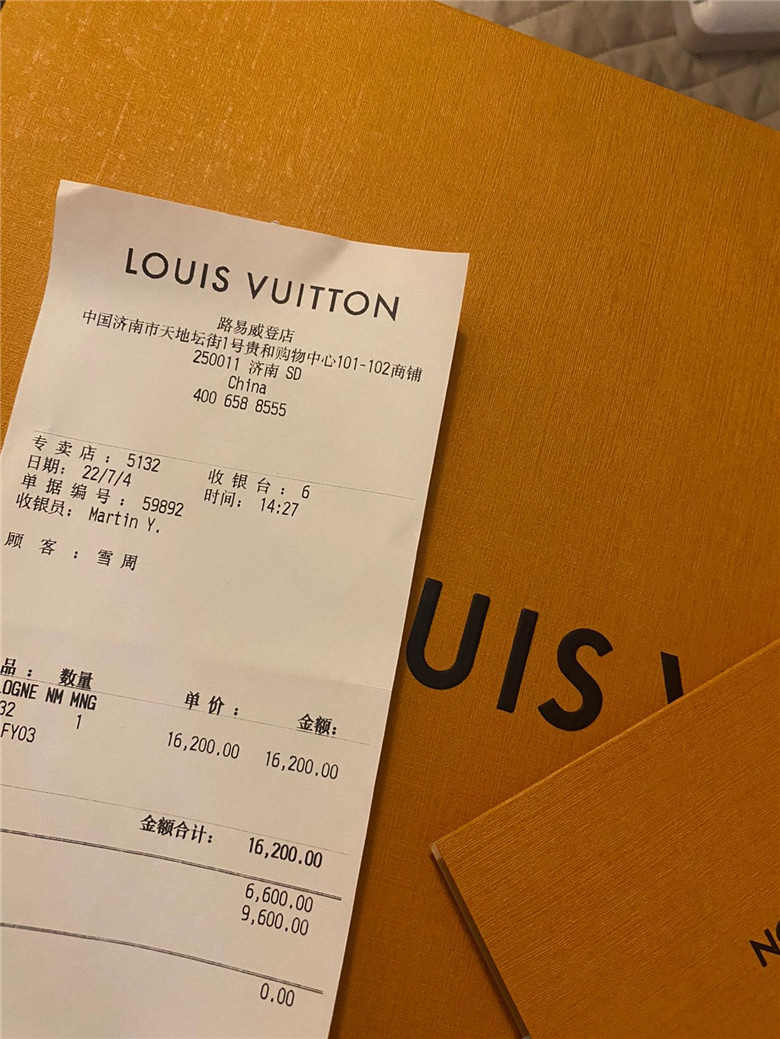 LOUIS VUITTON
路易威登店
中国济南市天地坛街1号贵和购物中心101-102商铺
250011 济南 SD
China
400 658 8555
专卖店： 5132 收银台： 6
日期： 22/7/4 时间： 14:27
单据编号： 59892
收银员： Martin Y.
顾客： 雪周
品： 数量 单价： 金额：
LOGNE NM MNG
32 1 16,200.00 16,200.00
FY03
金额合计： 16,200.00
6,600.00
9,600.00
0.00
UIS V
NO